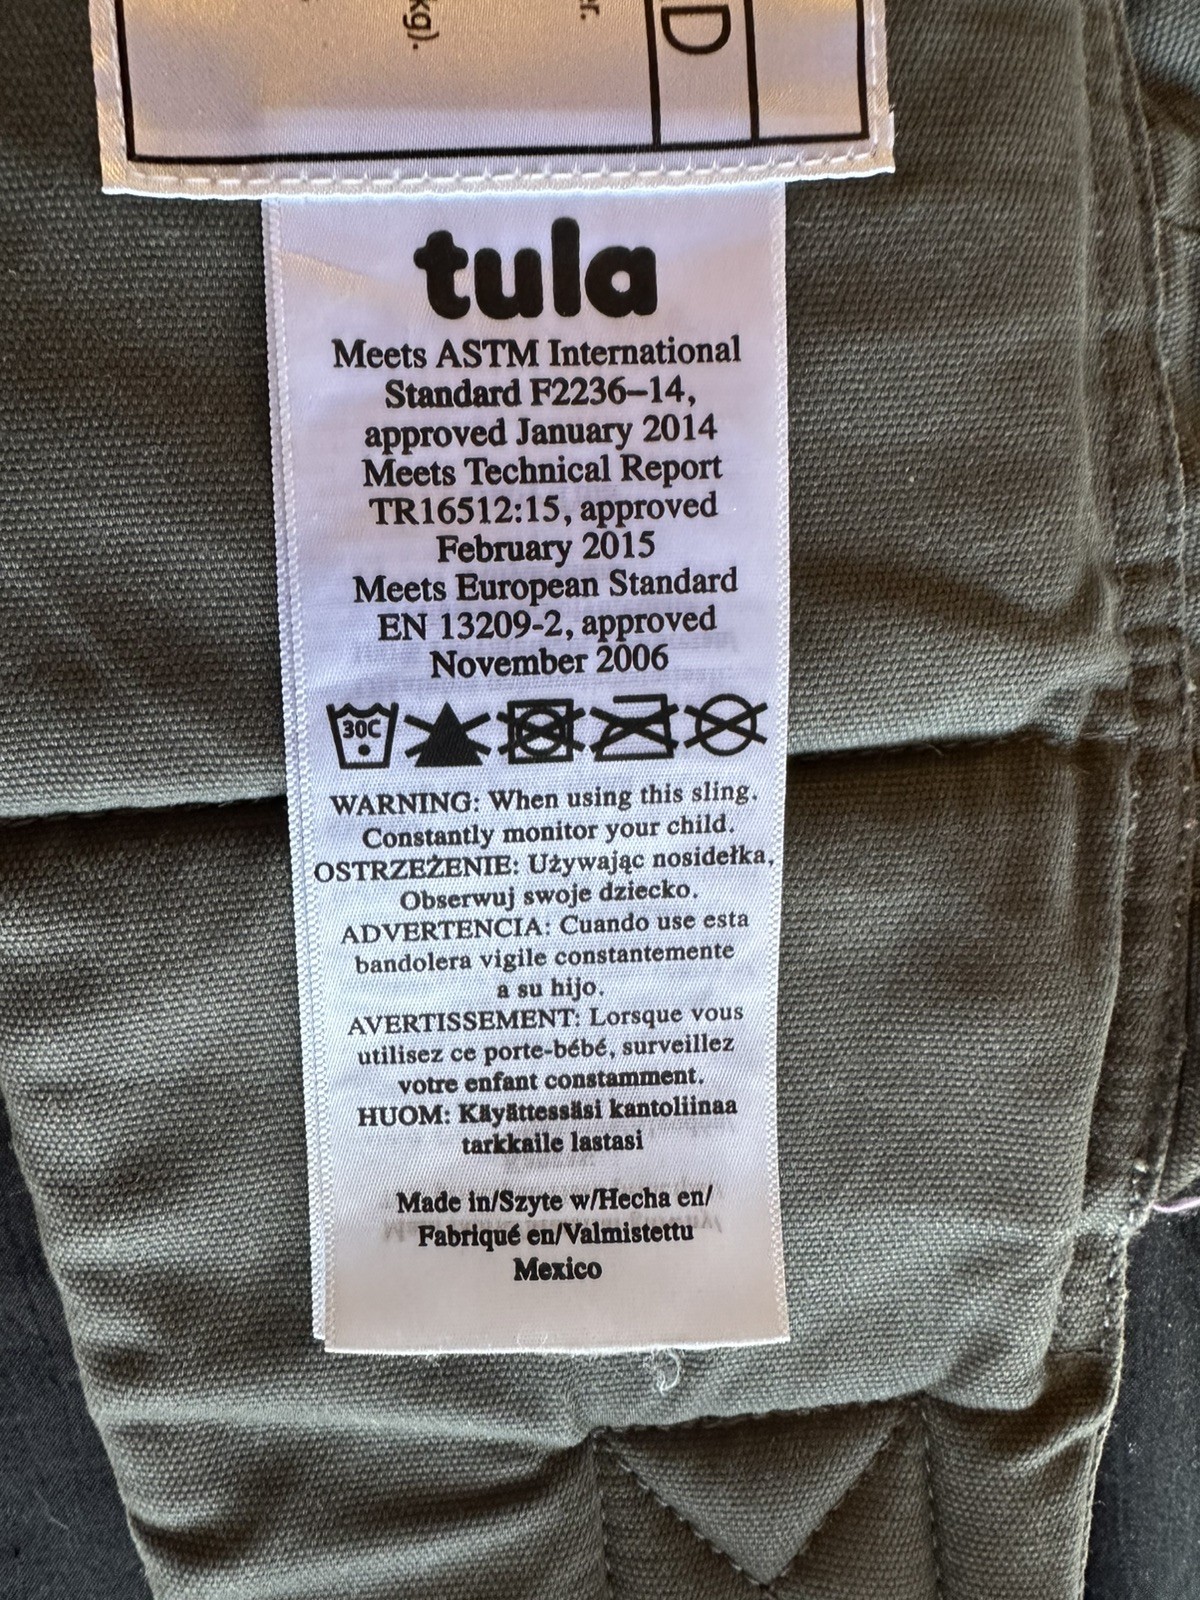 kg).
r.
D
tula
Meets ASTM International
Standard F2236–14,
approved January 2014
Meets Technical Report
TR16512:15, approved
February 2015
Meets European Standard
EN 13209-2, approved
November 2006
30C
WARNING: When using this sling.
Constantly monitor your child.
OSTRZEŻENIE: Używając nosidełka,
Obserwuj swoje dziecko.
ADVERTENCIA: Cuando use esta
bandolera vigile constantemente
a su hijo.
AVERTISSEMENT: Lorsque vous
utilisez ce porte-bébé, surveillez
votre enfant constamment.
HUOM: Käyättessäsi kantoliinaa
tarkkaile lastasi
Made in/Szyte w/Hecha en/
Fabriqué en/Valmistettu
Mexico